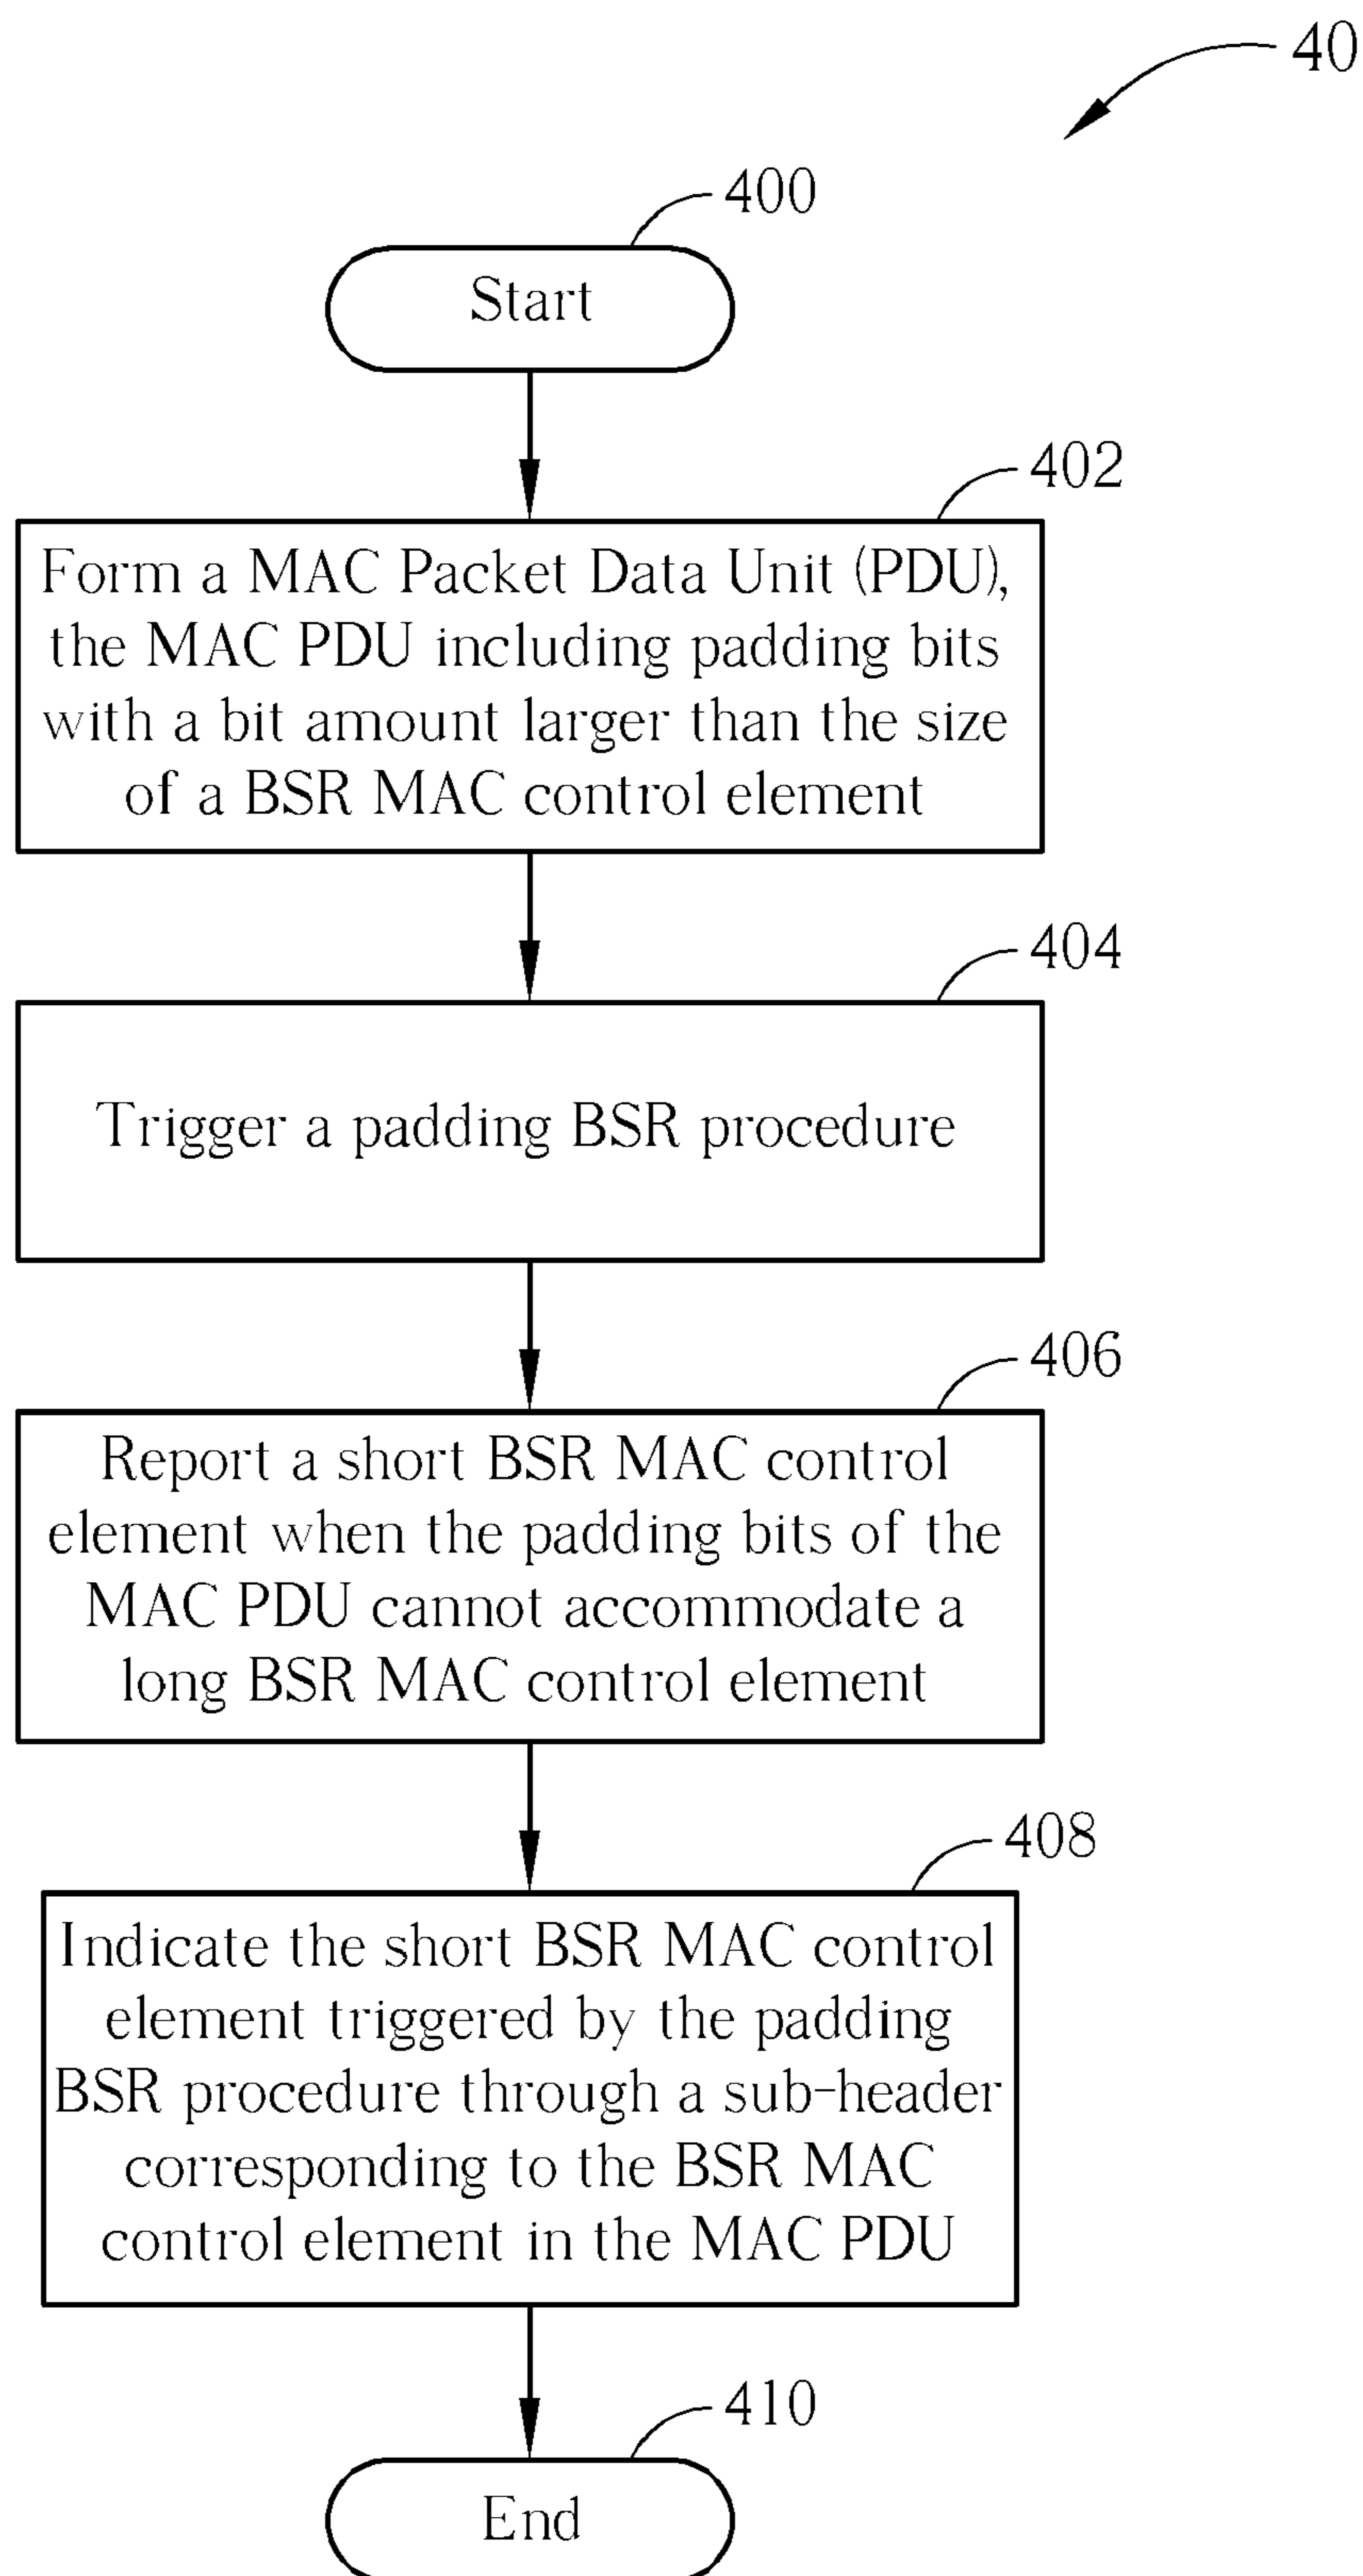 40
400
Start
402
Form a MAC Packet Data Unit (PDU),
the MAC PDU including padding bits
with a bit amount larger than the size
of a BSR MAC control element
404
Trigger a padding BSR procedure
406
Report a short BSR MAC control
element when the padding bits of the
MAC PDU cannot accommodate a
long BSR MAC control element
408
Indicate the short BSR MAC control
element triggered by the padding
BSR procedure through a sub-header
corresponding to the BSR MAC
control element in the MAC PDU
410
End